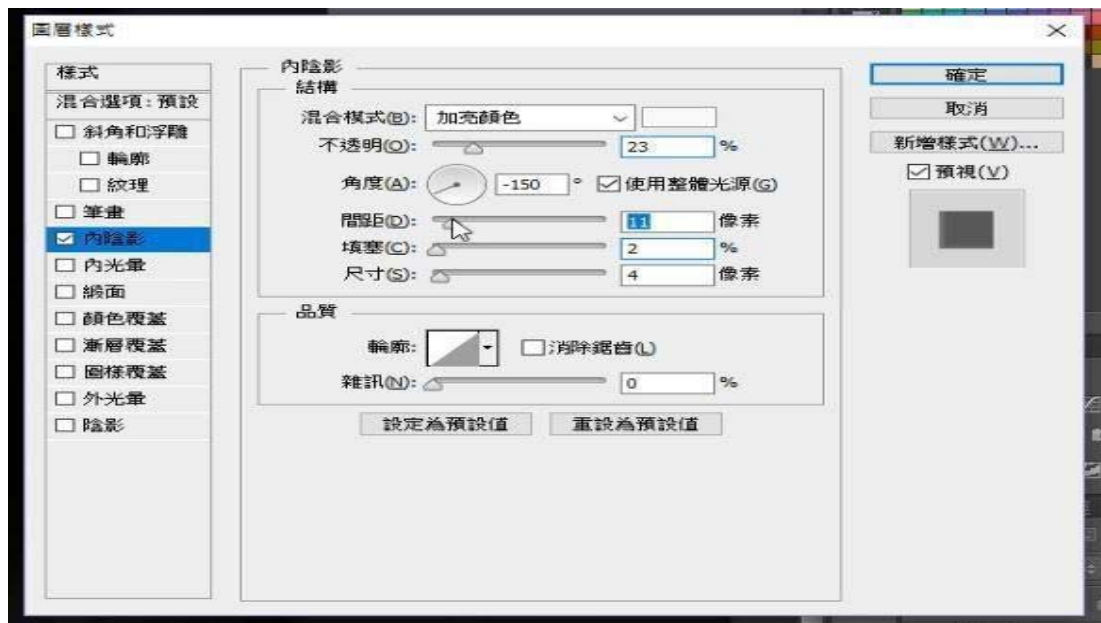 圖層樣式
樣式
混合選項: 預設
斜角和浮雕
輪廓
紋理
筆畫
內陰影
內光暈
緞面
顏色覆蓋
漸層覆蓋
圖樣覆蓋
外光暈
陰影
內陰影
結構
混合模式(B): 加亮顏色
不透明(O): 23 %
角度(A): -150 ° 使用整體光源(G)
間距(D): 11 像素
填塞(C): 2 %
尺寸(S): 4 像素
品質
輪廓: 消除鋸齒(L)
雜訊(N): 0 %
設定為預設值 重設為預設值
確定
取消
新增樣式(W)...
預視(V)